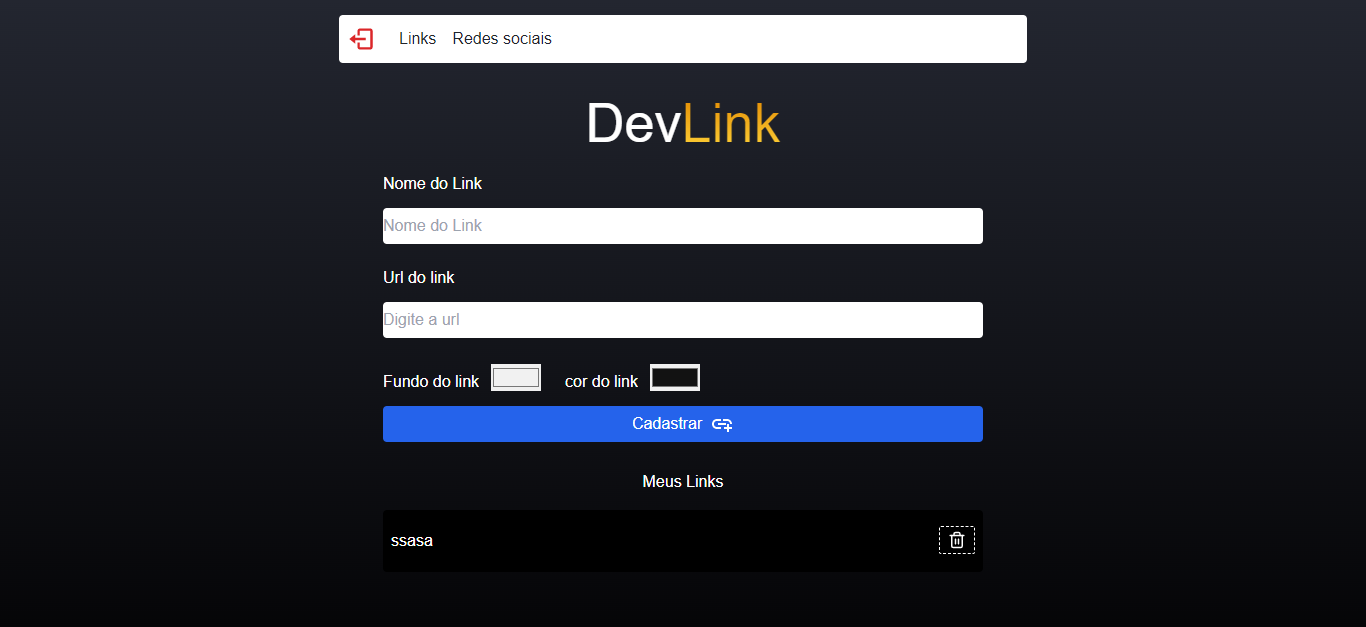 Links Redes sociais
DevLink
Nome do Link
Nome do Link
Url do link
Digite a url
Fundo do link cor do link
Cadastrar
Meus Links
ssasa